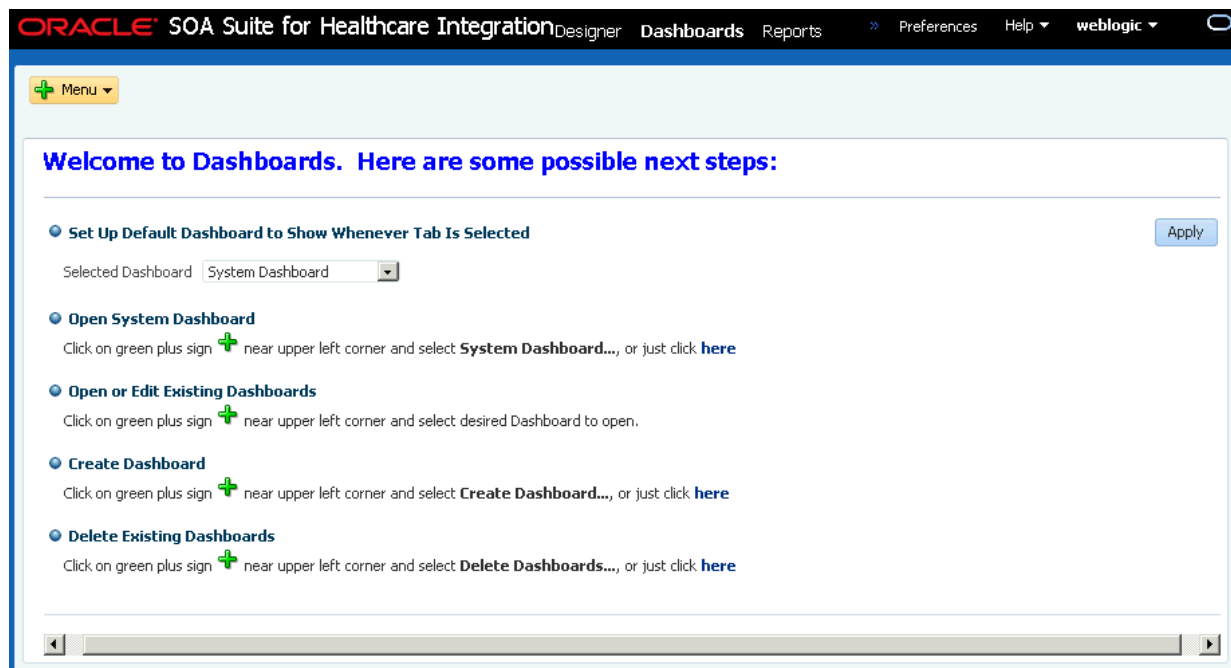 ORACLE SOA Suite for Healthcare Integration Designer Dashboards Reports » Preferences Help weblogic
Menu
Welcome to Dashboards. Here are some possible next steps:
Set Up Default Dashboard to Show Whenever Tab Is Selected
Apply
Selected Dashboard System Dashboard
Open System Dashboard
Click on green plus sign near upper left corner and select System Dashboard..., or just click here
Open or Edit Existing Dashboards
Click on green plus sign near upper left corner and select desired Dashboard to open.
Create Dashboard
Click on green plus sign near upper left corner and select Create Dashboard..., or just click here
Delete Existing Dashboards
Click on green plus sign near upper left corner and select Delete Dashboards..., or just click here